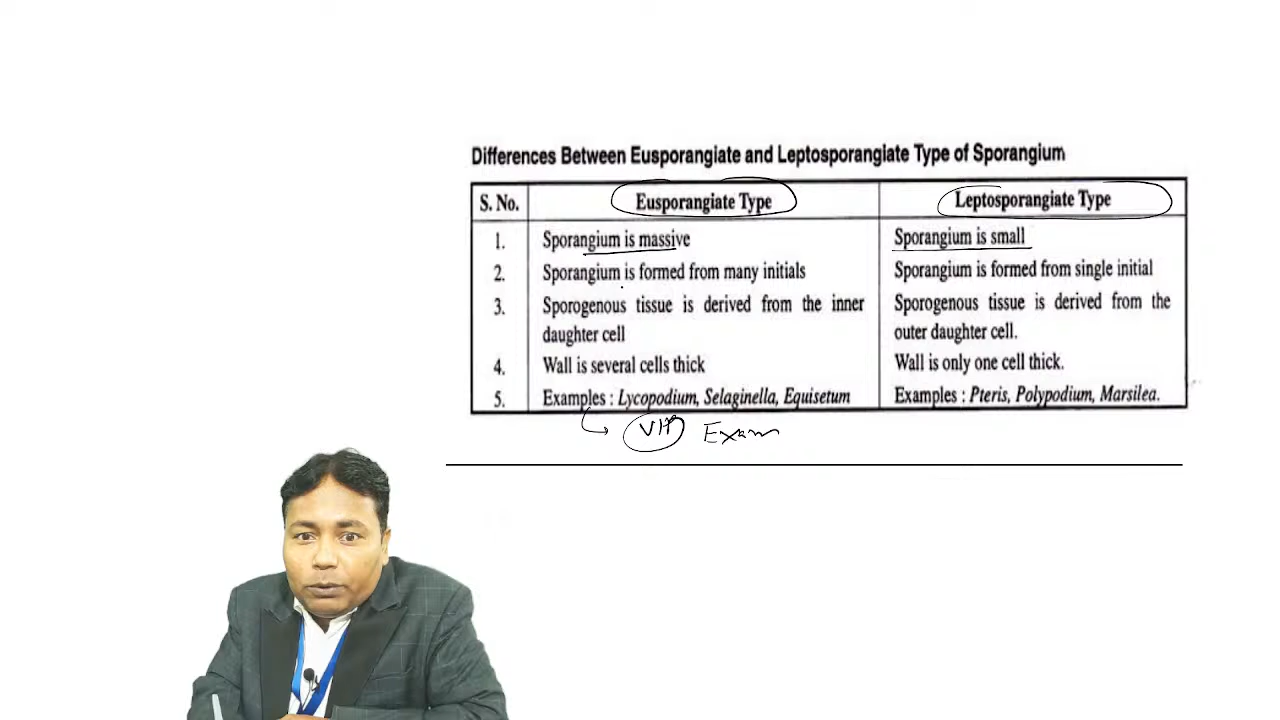 Differences Between Eusporangiate and Leptosporangiate Type of Sporangium
S. No. Eusporangiate Type Leptosporangiate Type
1. Sporangium is massive Sporangium is small
2. Sporangium is formed from many initials Sporangium is formed from single initial
3. Sporogenous tissue is derived from the inner Sporogenous tissue is derived from the
daughter cell outer daughter cell.
4. Wall is several cells thick Wall is only one cell thick.
5. Examples : Lycopodium, Selaginella, Equisetum Examples : Pteris, Polypodium, Marsilea.
VIP Exam